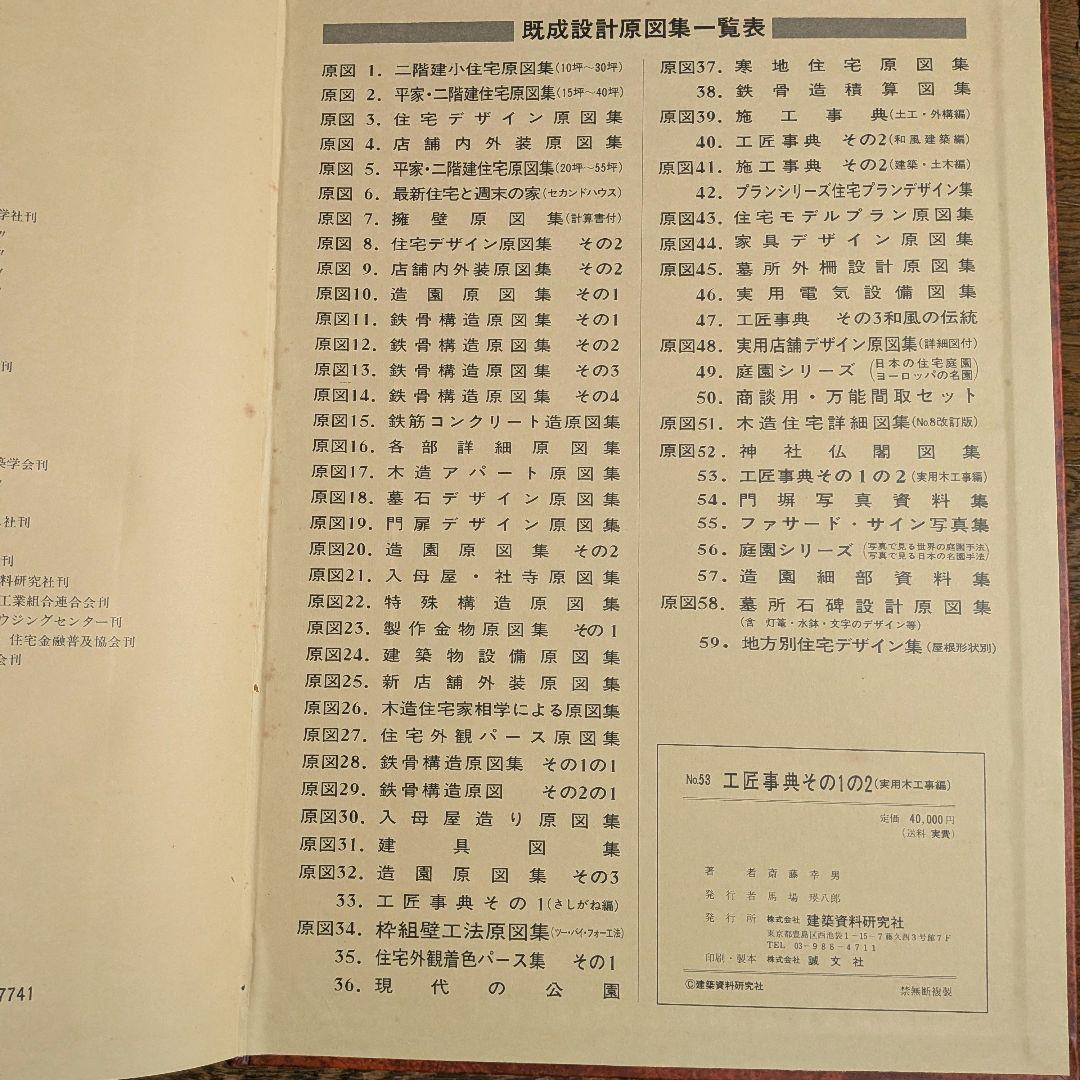 学社刊
〃
〃
〃
〃
刊
築学会刊
〃
社刊
刊
料研究社刊
工業組合連合会刊
ウジングセンター刊
住宅金融普及協会刊
会刊
7741
既成設計原図集一覧表
原図 1. 二階建小住宅原図集(10坪～30坪)
原図 2. 平家・二階建住宅原図集(15坪～40坪)
原図 3. 住宅デザイン原図集
原図 4. 店舗内外装原図集
原図 5. 平家・二階建住宅原図集(20坪～55坪)
原図 6. 最新住宅と週末の家(セカンドハウス)
原図 7. 擁壁原図集(計算書付)
原図 8. 住宅デザイン原図集 その2
原図 9. 店舗内外装原図集 その2
原図10. 造園原図集 その1
原図11. 鉄骨構造原図集 その1
原図12. 鉄骨構造原図集 その2
原図13. 鉄骨構造原図集 その3
原図14. 鉄骨構造原図集 その4
原図15. 鉄筋コンクリート造原図集
原図16. 各部詳細原図集
原図17. 木造アパート原図集
原図18. 墓石デザイン原図集
原図19. 門扉デザイン原図集
原図20. 造園原図集 その2
原図21. 入母屋・社寺原図集
原図22. 特殊構造原図集
原図23. 製作金物原図集 その1
原図24. 建築物設備原図集
原図25. 新店舗外装原図集
原図26. 木造住宅家相学による原図集
原図27. 住宅外観パース原図集
原図28. 鉄骨構造原図集 その1の1
原図29. 鉄骨構造原図 その2の1
原図30. 入母屋造り原図集
原図31. 建具図集
原図32. 造園原図集 その3
33. 工匠事典その1(さしがね編)
原図34. 枠組壁工法原図集(ツー・バイ・フォー工法)
35. 住宅外観着色パース集 その1
36. 現代の公園
原図37. 寒地住宅原図集
38. 鉄骨造積算図集
原図39. 施工事典(土工・外構編)
40. 工匠事典 その2(和風建築編)
原図41. 施工事典 その2(建築・土木編)
42. プランシリーズ住宅プランデザイン集
原図43. 住宅モデルプラン原図集
原図44. 家具デザイン原図集
原図45. 墓所外柵設計原図集
46. 実用電気設備図集
47. 工匠事典 その3和風の伝統
原図48. 実用店舗デザイン原図集(詳細図付)
49. 庭園シリーズ(日本の住宅庭園
ヨーロッパの名園)
50. 商談用・万能間取セット
原図51. 木造住宅詳細図集(No.8改訂版)
原図52. 神社仏閣図集
53. 工匠事典その1の2(実用木工事編)
54. 門塀写真資料集
55. ファサード・サイン写真集
56. 庭園シリーズ(写真で見る世界の庭園手法
写真で見る日本の名園手法)
57. 造園細部資料集
原図58. 墓所石碑設計原図集
(含 灯篭・水鉢・文字のデザイン等)
59. 地方別住宅デザイン集(屋根形状別)
No.53 工匠事典その1の2(実用木工事編)
定価 40,000円
(送料 実費)
著者 斎藤幸男
発行者 馬場瑛八郎
発行所 株式会社 建築資料研究社
東京都豊島区西池袋1-15-7藤久西3号館7F
TEL 03-986-4711
印刷・製本 株式会社 誠文社
©建築資料研究社 禁無断複製